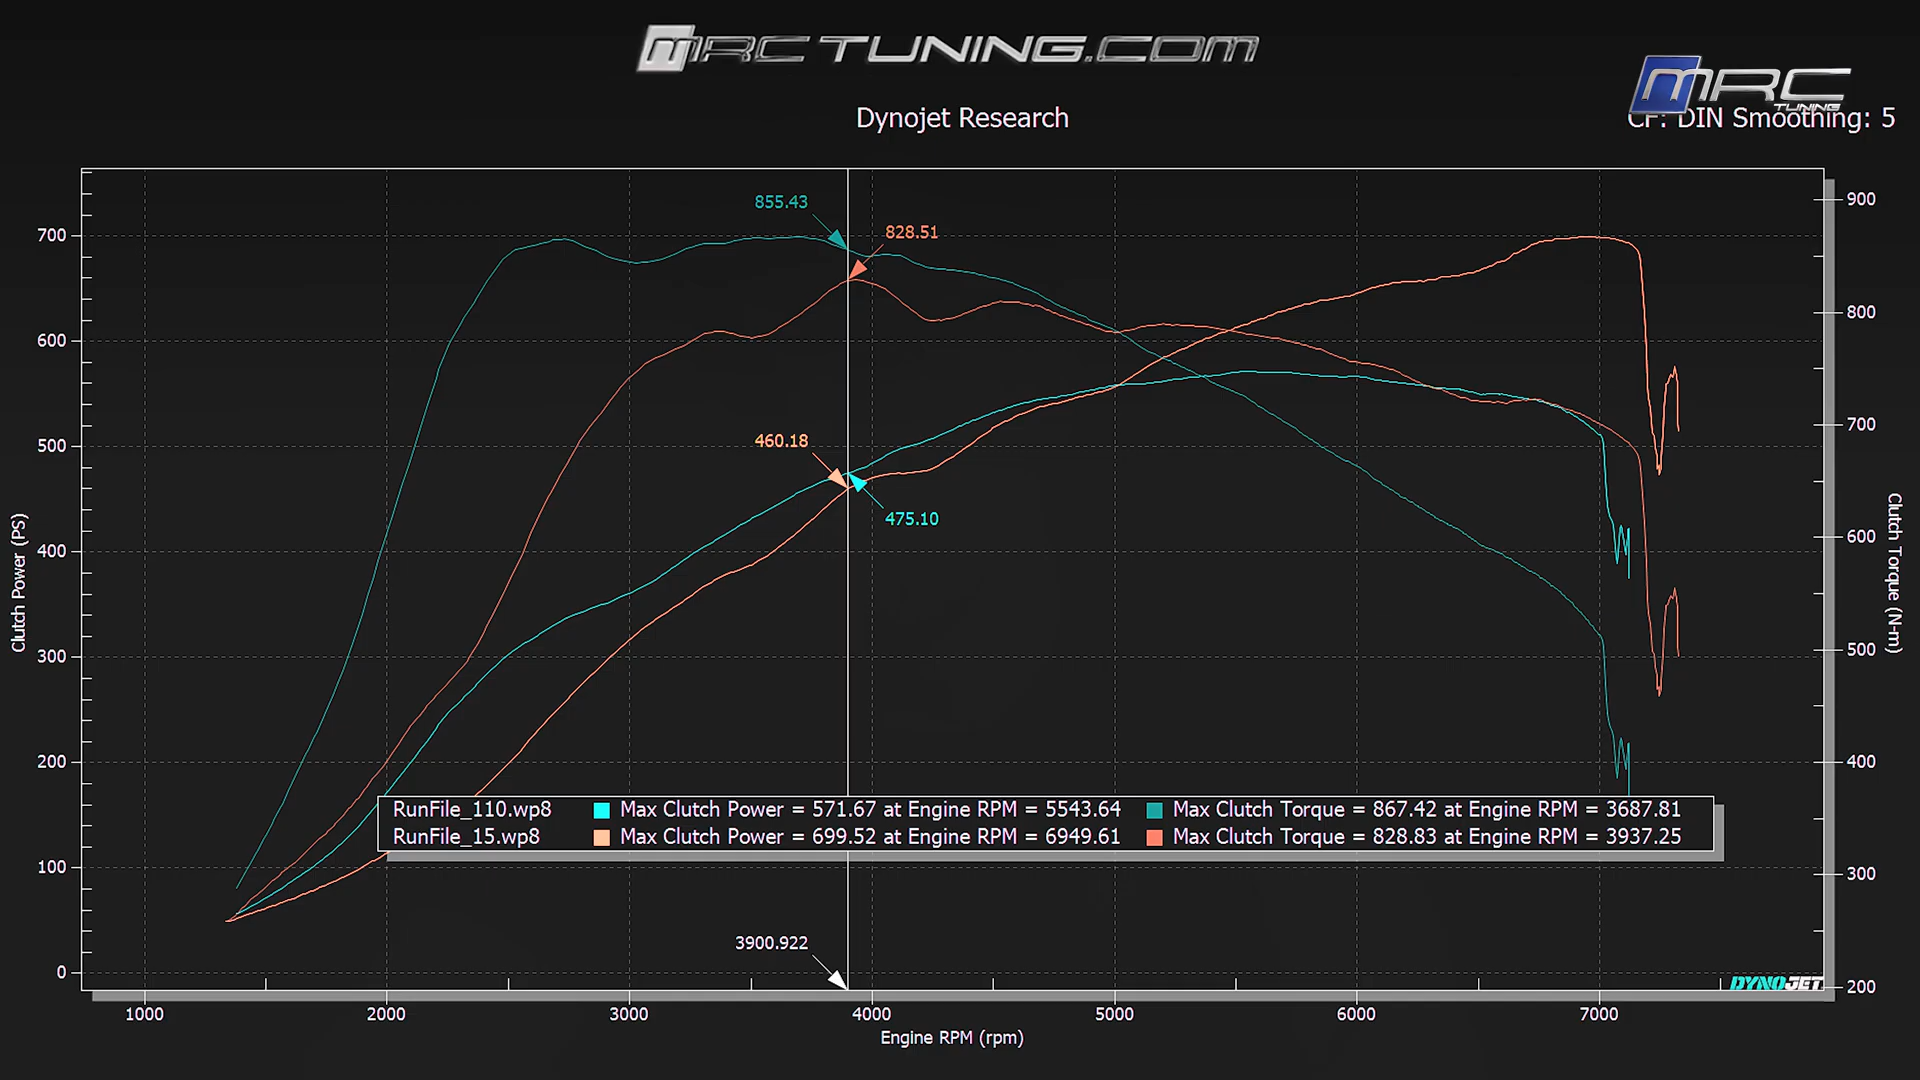 MRC TUNING.COM
MRC TUNING
Dynojet Research
CF: DIN Smoothing: 5
Clutch Power (PS)
700
600
500
400
300
200
100
0
855.43
828.51
460.18
475.10
3900.922
900
800
700
600
500
400
300
200
Clutch Torque (N-m)
RunFile_110.wp8 Max Clutch Power = 571.67 at Engine RPM = 5543.64 Max Clutch Torque = 867.42 at Engine RPM = 3687.81
RunFile_15.wp8 Max Clutch Power = 699.52 at Engine RPM = 6949.61 Max Clutch Torque = 828.83 at Engine RPM = 3937.25
DYNOJET
1000 2000 3000 4000 5000 6000 7000
Engine RPM (rpm)